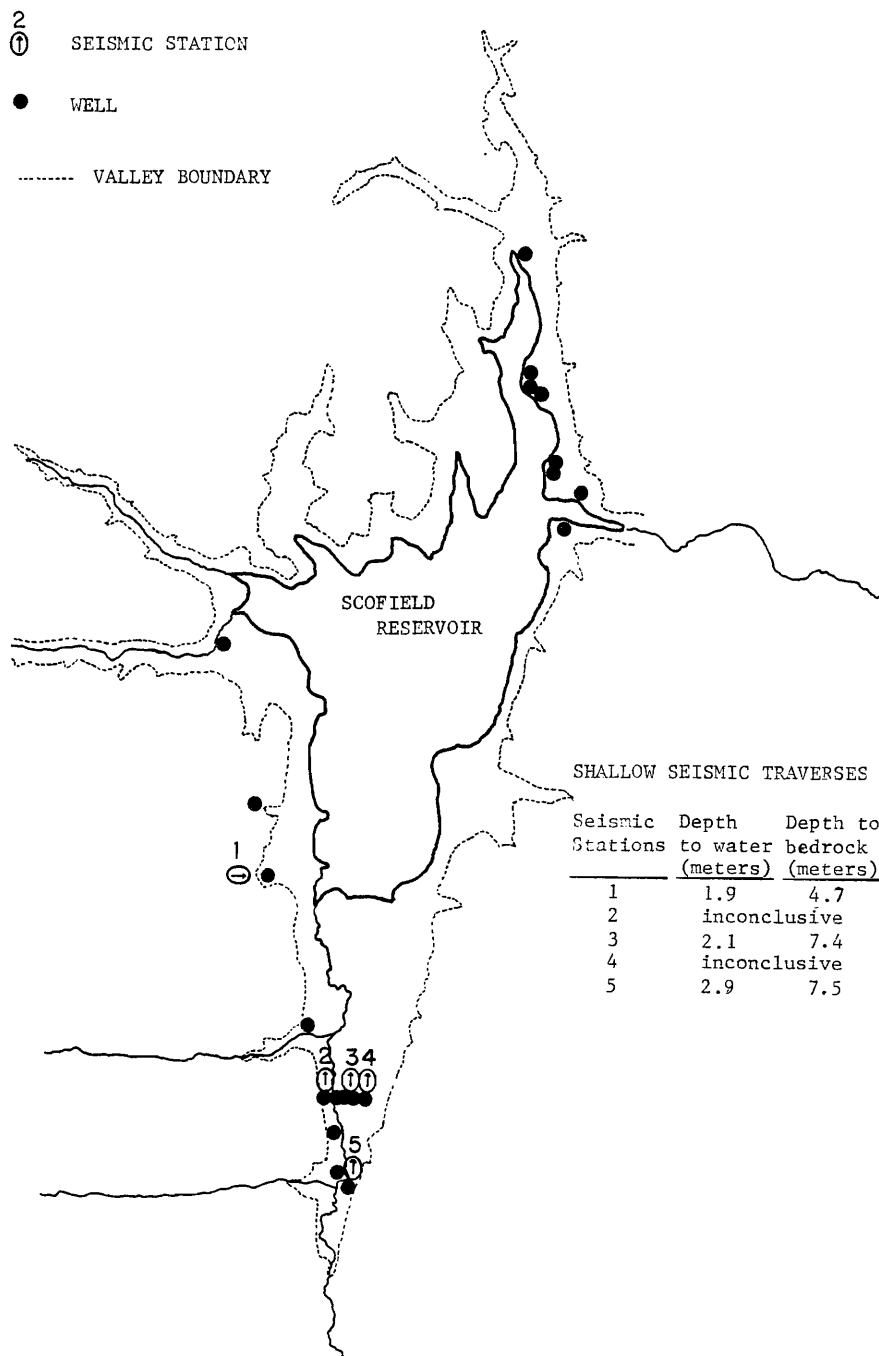 2
SEISMIC STATION
WELL
VALLEY BOUNDARY
SCOFIELD
RESERVOIR
SHALLOW SEISMIC TRAVERSES
Seismic Depth Depth to
Stations to water bedrock
(meters) (meters)
1 1.9 4.7
2 inconclusive
3 2.1 7.4
4 inconclusive
5 2.9 7.5
1
2 3 4
5